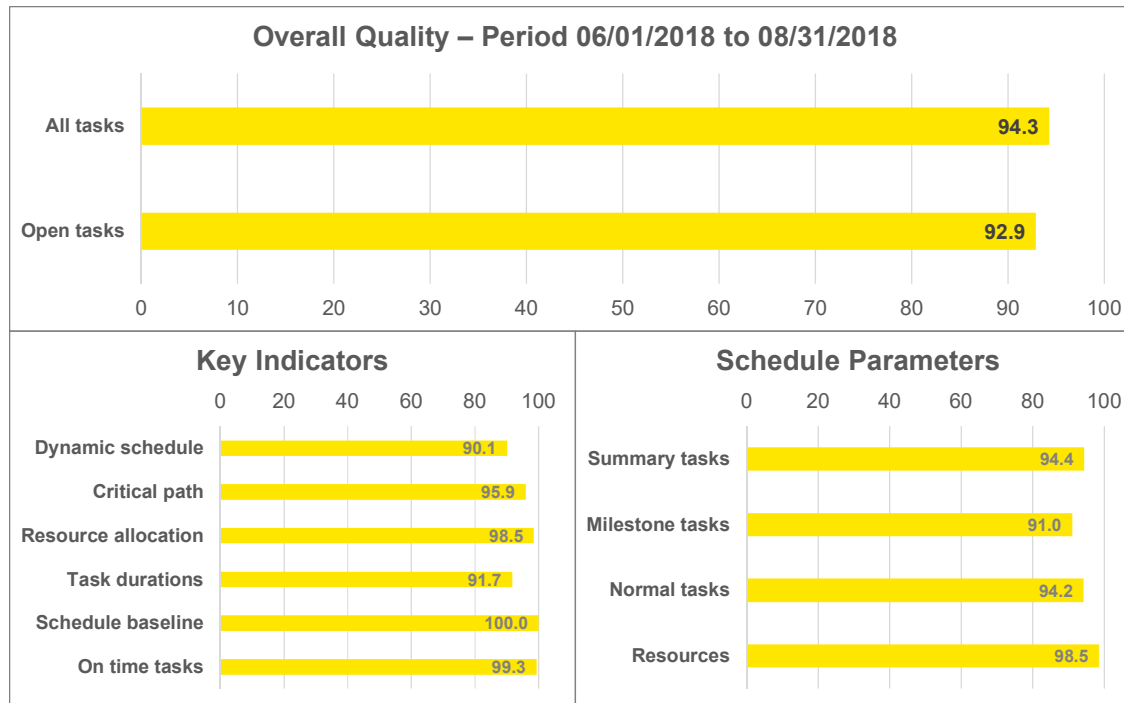 Overall Quality – Period 06/01/2018 to 08/31/2018
All tasks 94.3
Open tasks 92.9
0 10 20 30 40 50 60 70 80 90 100
Key Indicators
0 20 40 60 80 100
Dynamic schedule 90.1
Critical path 95.9
Resource allocation 98.5
Task durations 91.7
Schedule baseline 100.0
On time tasks 99.3
Schedule Parameters
0 20 40 60 80 100
Summary tasks 94.4
Milestone tasks 91.0
Normal tasks 94.2
Resources 98.5